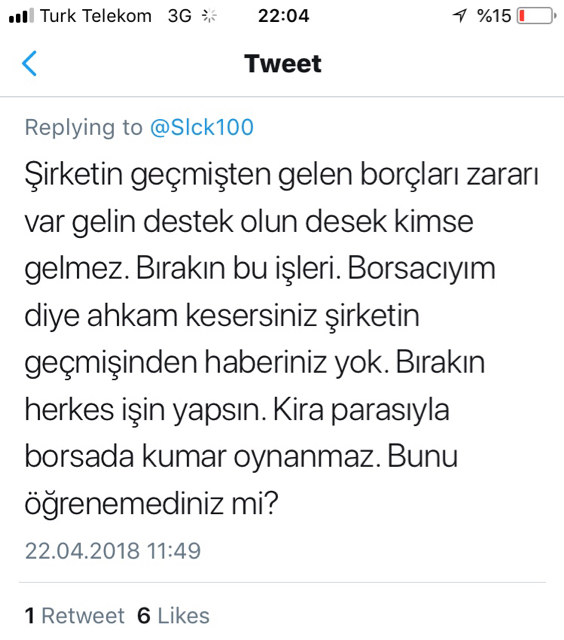 Turk Telekom 3G 22:04 %15
Tweet
Replying to @Slck100
Şirketin geçmişten gelen borçları zararı
var gelin destek olun desek kimse
gelmez. Bırakın bu işleri. Borsacıyım
diye ahkam kesersiniz şirketin
geçmişinden haberiniz yok. Bırakın
herkes işin yapsın. Kira parasıyla
borsada kumar oynanmaz. Bunu
öğrenemediniz mi?
22.04.2018 11:49
1 Retweet 6 Likes